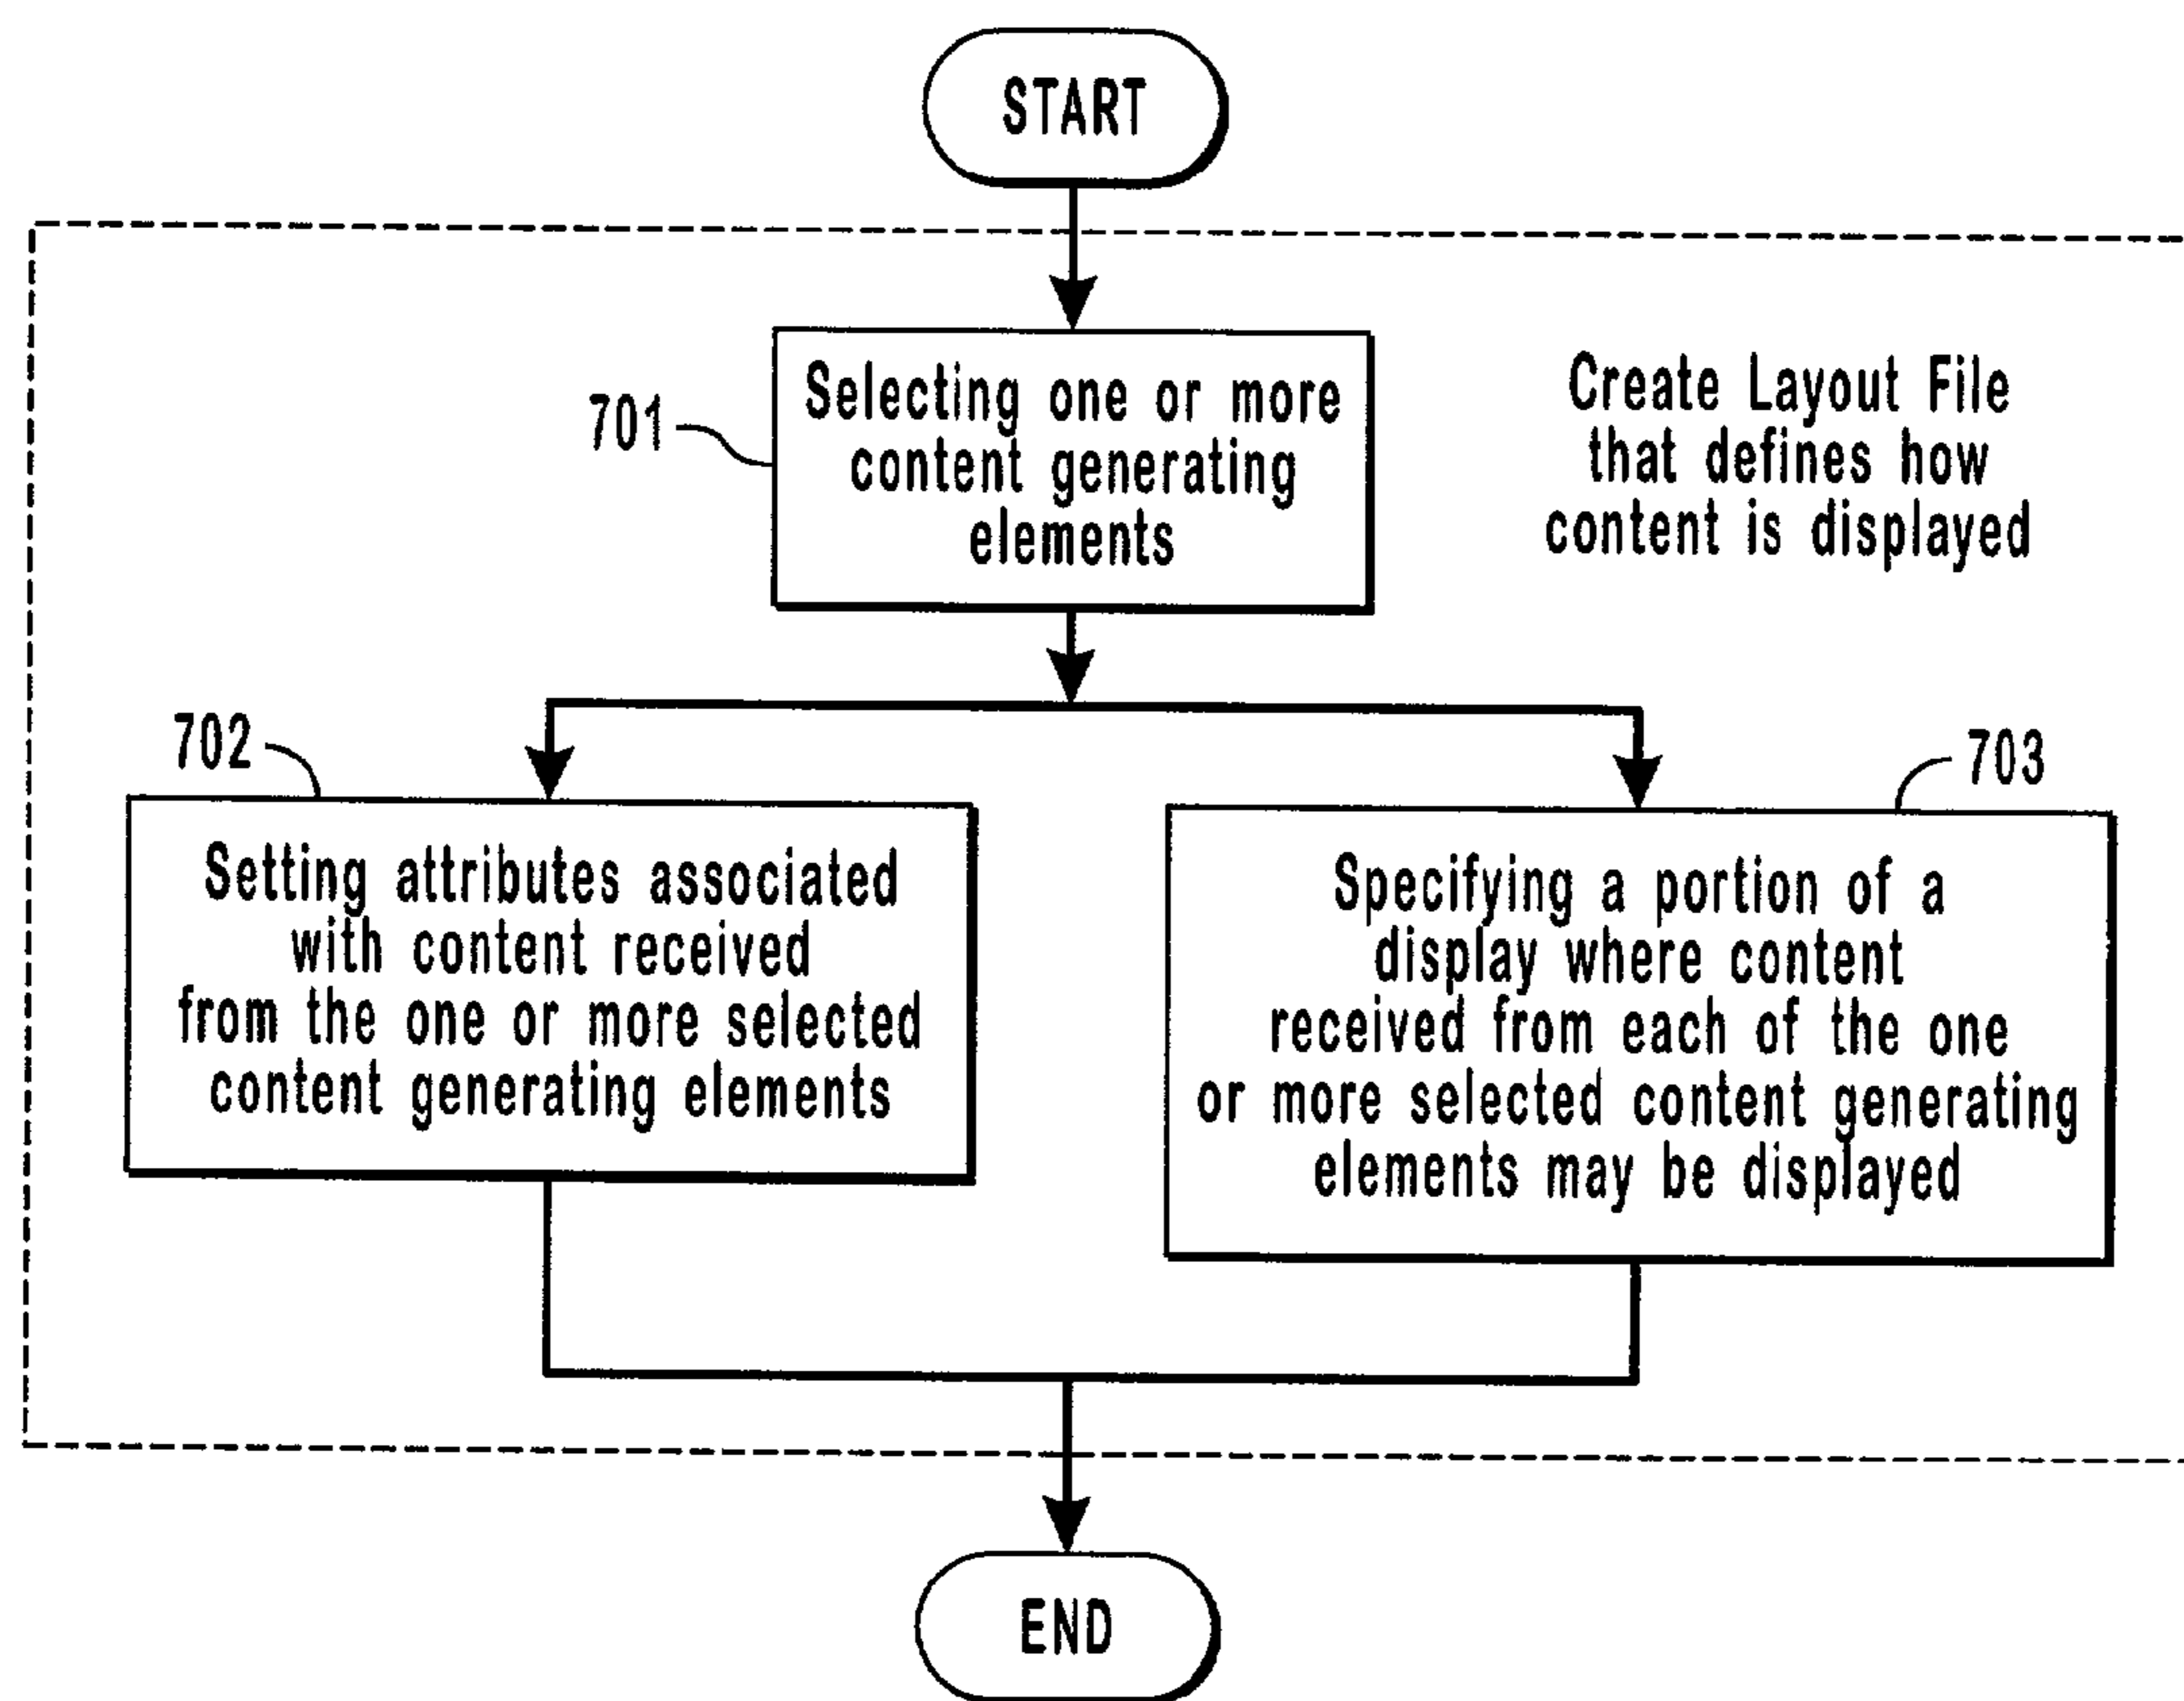 START
701
Selecting one or more
content generating
elements
Create Layout File
that defines how
content is displayed
702
Setting attributes associated
with content received
from the one or more selected
content generating elements
703
Specifying a portion of a
display where content
received from each of the one
or more selected content generating
elements may be displayed
END